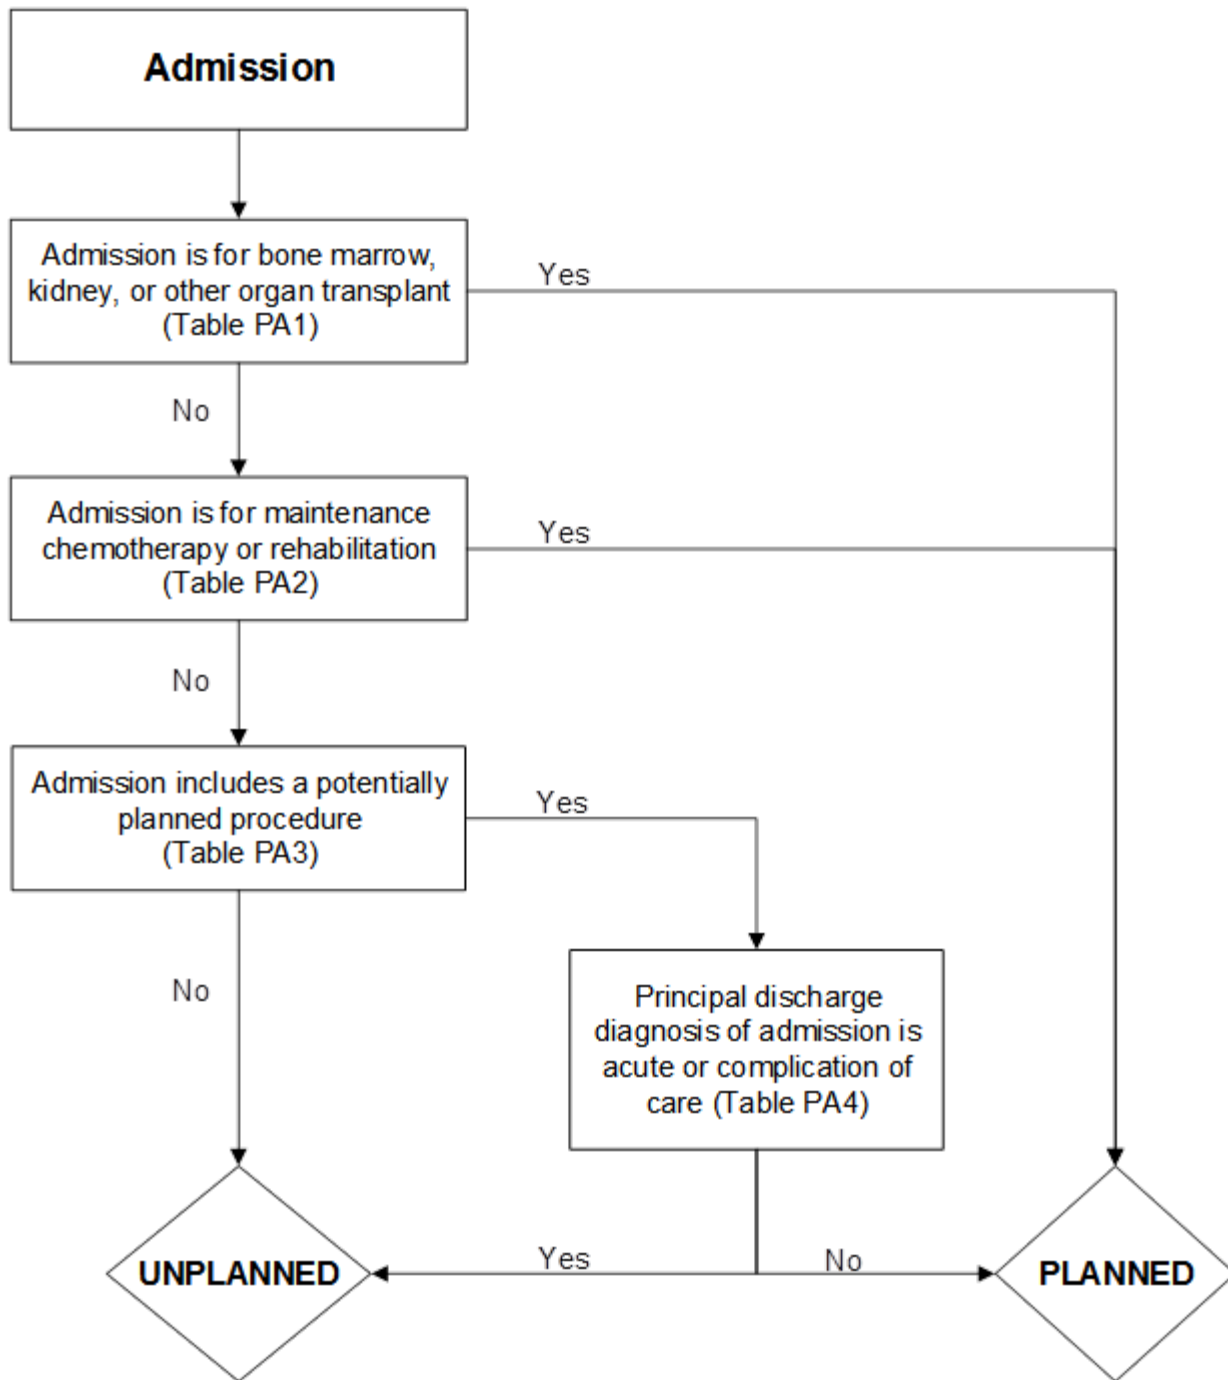 Admission
Admission is for bone marrow,
kidney, or other organ transplant
(Table PA1)
Yes
No
Admission is for maintenance
chemotherapy or rehabilitation
(Table PA2)
Yes
No
Admission includes a potentially
planned procedure
(Table PA3)
Yes
No
Principal discharge
diagnosis of admission is
acute or complication of
care (Table PA4)
Yes
No
UNPLANNED
PLANNED